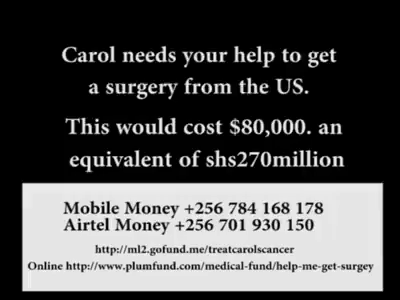 Carol needs your help to get
a surgery from the US.
This would cost $80,000. an
equivalent of shs270million
Mobile Money +256 784 168 178
Airtel Money +256 701 930 150
http://ml2.gofund.me/treatcarolscancer
Online http://www.plumfund.com/medical-fund/help-me-get-surgey